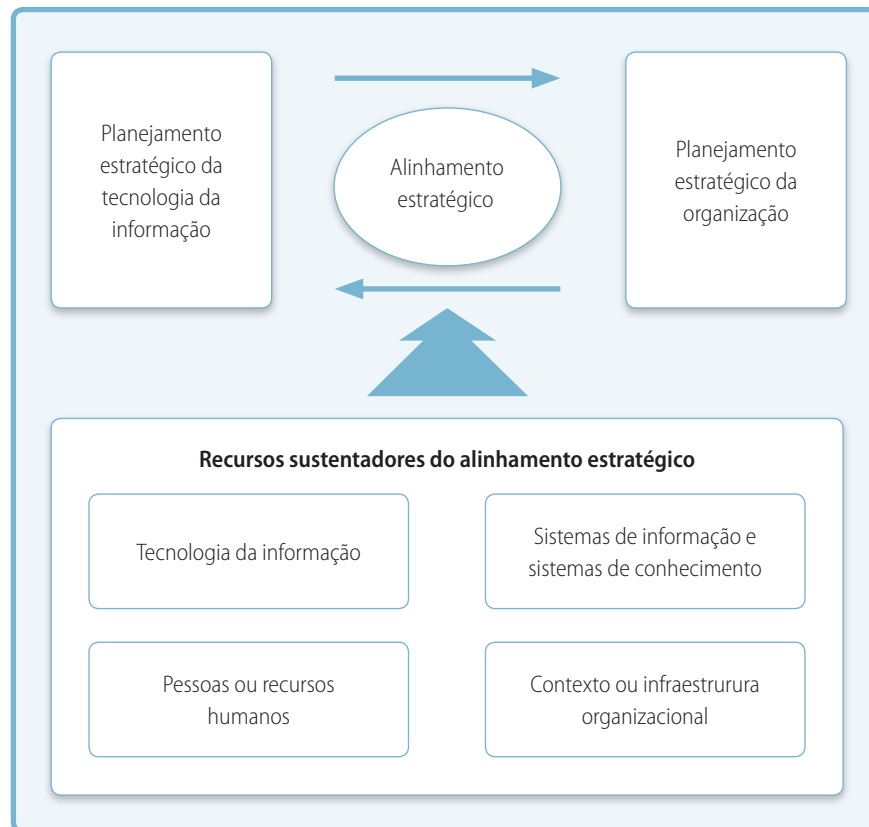 Planejamento
estratégico da
tecnologia da
informação
Alinhamento
estratégico
Planejamento
estratégico da
organização
Recursos sustentadores do alinhamento estratégico
Tecnologia da informação
Sistemas de informação e
sistemas de conhecimento
Pessoas ou recursos
humanos
Contexto ou infraestrurura
organizacional